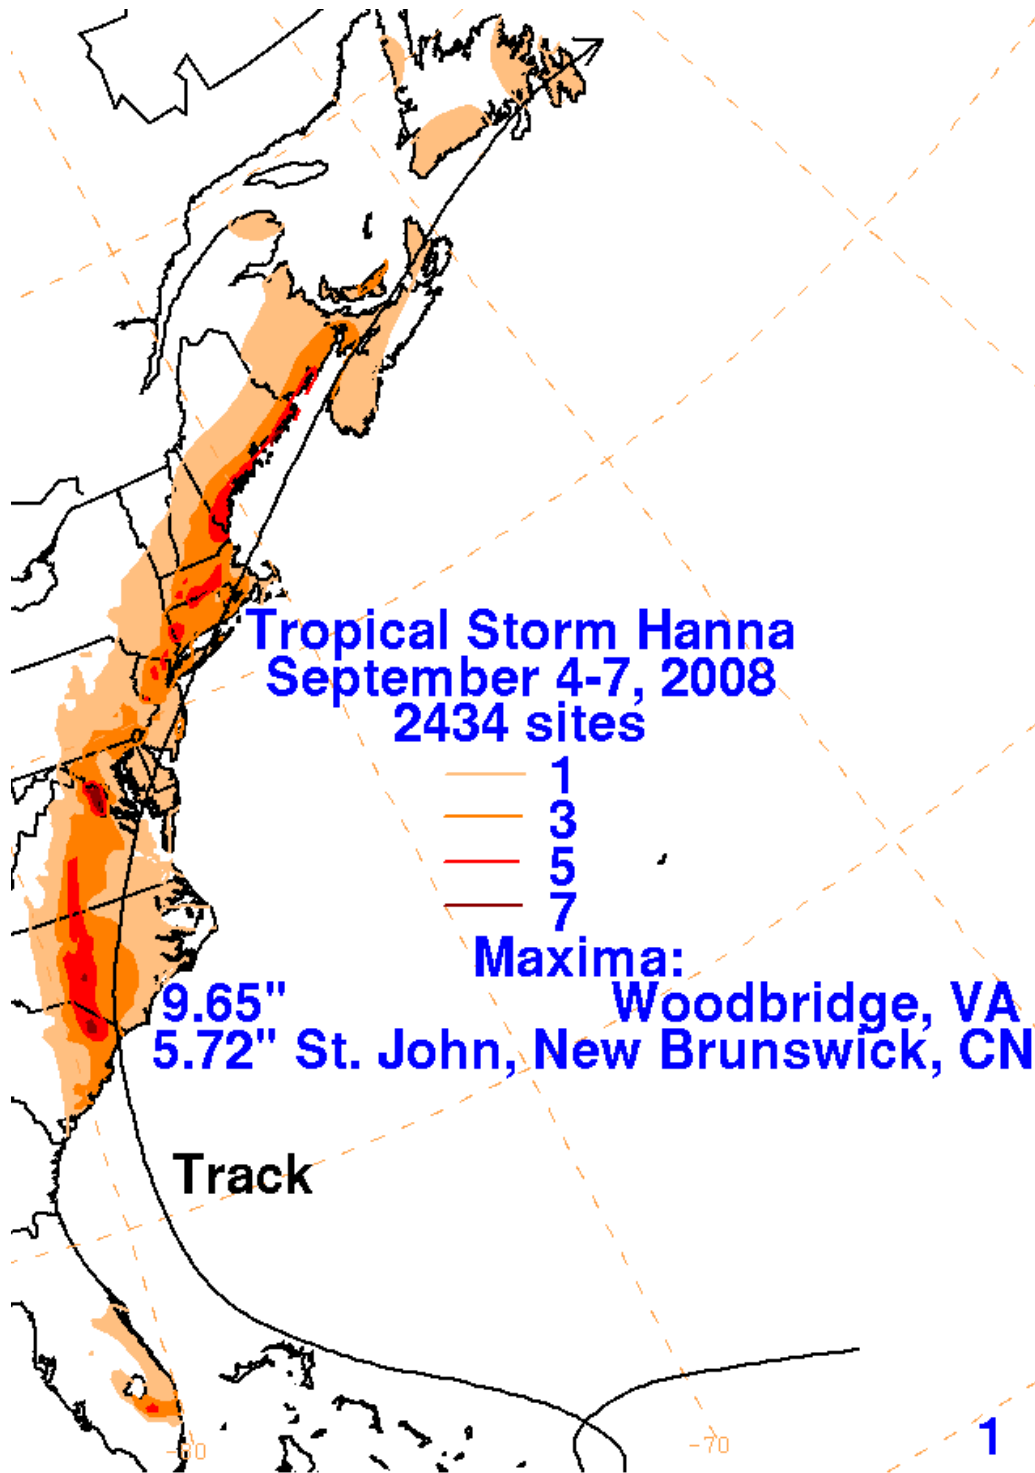 Tropical Storm Hanna
September 4-7, 2008
2434 sites
1
3
5
7
Maxima:
9.65" Woodbridge, VA
5.72" St. John, New Brunswick, CN
Track
-80
-70
1